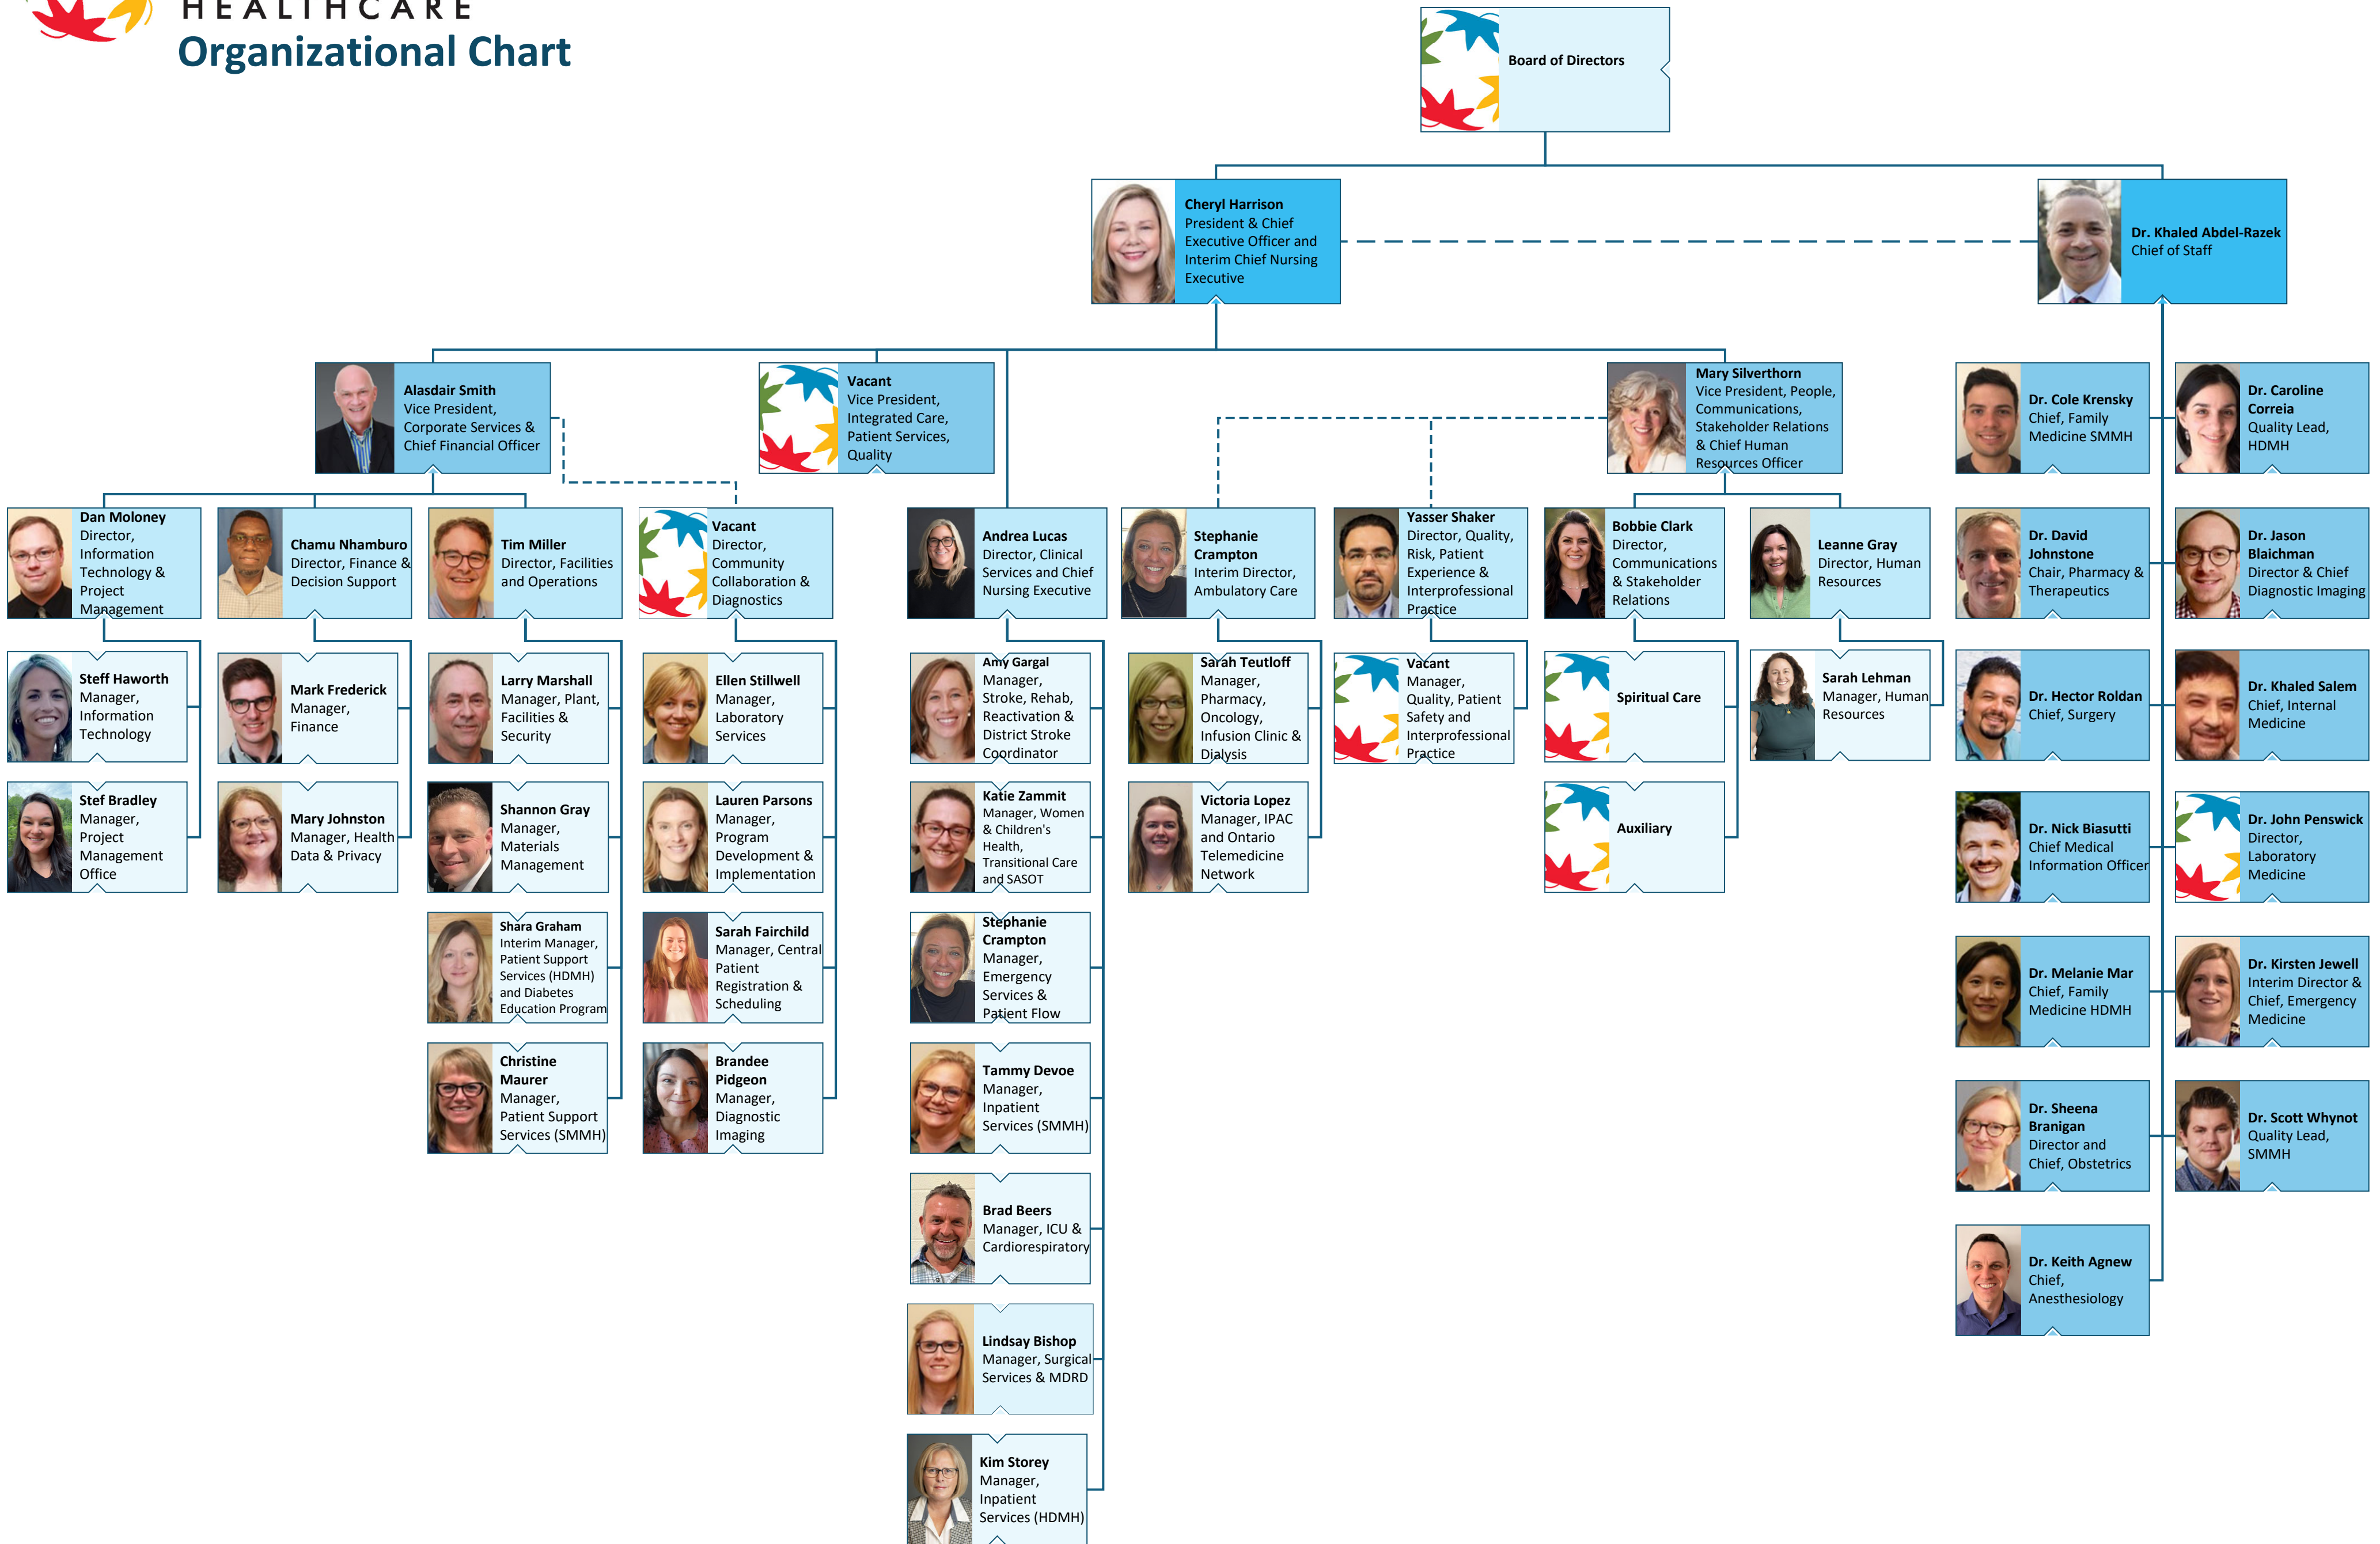 HEALTHCARE
Organizational Chart
Board of Directors
Cheryl Harrison
President & Chief
Executive Officer and
Interim Chief Nursing
Executive
Dr. Khaled Abdel-Razek
Chief of Staff
Alasdair Smith
Vice President,
Corporate Services &
Chief Financial Officer
Vacant
Vice President,
Integrated Care,
Patient Services,
Quality
Mary Silverthorn
Vice President, People,
Communications,
Stakeholder Relations
& Chief Human
Resources Officer
Dr. Cole Krensky
Chief, Family
Medicine SMMH
Dr. Caroline
Correia
Quality Lead,
HDMH
Dan Moloney
Director,
Information
Technology &
Project
Management
Chamu Nhamburo
Director, Finance &
Decision Support
Tim Miller
Director, Facilities
and Operations
Vacant
Director,
Community
Collaboration &
Diagnostics
Andrea Lucas
Director, Clinical
Services and Chief
Nursing Executive
Stephanie
Crampton
Interim Director,
Ambulatory Care
Yasser Shaker
Director, Quality,
Risk, Patient
Experience &
Interprofessional
Practice
Bobbie Clark
Director,
Communications
& Stakeholder
Relations
Leanne Gray
Director, Human
Resources
Dr. David
Johnstone
Chair, Pharmacy &
Therapeutics
Dr. Jason
Blaichman
Director & Chief
Diagnostic Imaging
Steff Haworth
Manager,
Information
Technology
Mark Frederick
Manager,
Finance
Larry Marshall
Manager, Plant,
Facilities &
Security
Ellen Stillwell
Manager,
Laboratory
Services
Amy Gargal
Manager,
Stroke, Rehab,
Reactivation &
District Stroke
Coordinator
Sarah Teutloff
Manager,
Pharmacy,
Oncology,
Infusion Clinic &
Dialysis
Vacant
Manager,
Quality, Patient
Safety and
Interprofessional
Practice
Spiritual Care
Sarah Lehman
Manager, Human
Resources
Dr. Hector Roldan
Chief, Surgery
Dr. Khaled Salem
Chief, Internal
Medicine
Stef Bradley
Manager,
Project
Management
Office
Mary Johnston
Manager, Health
Data & Privacy
Shannon Gray
Manager,
Materials
Management
Lauren Parsons
Manager,
Program
Development &
Implementation
Katie Zammit
Manager, Women
& Children's
Health,
Transitional Care
and SASOT
Victoria Lopez
Manager, IPAC
and Ontario
Telemedicine
Network
Auxiliary
Dr. Nick Biasutti
Chief Medical
Information Officer
Dr. John Penswick
Director,
Laboratory
Medicine
Shara Graham
Interim Manager,
Patient Support
Services (HDMH)
and Diabetes
Education Program
Sarah Fairchild
Manager, Central
Patient
Registration &
Scheduling
Stephanie
Crampton
Manager,
Emergency
Services &
Patient Flow
Dr. Melanie Mar
Chief, Family
Medicine HDMH
Dr. Kirsten Jewell
Interim Director &
Chief, Emergency
Medicine
Christine
Maurer
Manager,
Patient Support
Services (SMMH)
Brandee
Pidgeon
Manager,
Diagnostic
Imaging
Tammy Devoe
Manager,
Inpatient
Services (SMMH)
Dr. Sheena
Branigan
Director and
Chief, Obstetrics
Dr. Scott Whynot
Quality Lead,
SMMH
Brad Beers
Manager, ICU &
Cardiorespiratory
Dr. Keith Agnew
Chief,
Anesthesiology
Lindsay Bishop
Manager, Surgical
Services & MDRD
Kim Storey
Manager,
Inpatient
Services (HDMH)